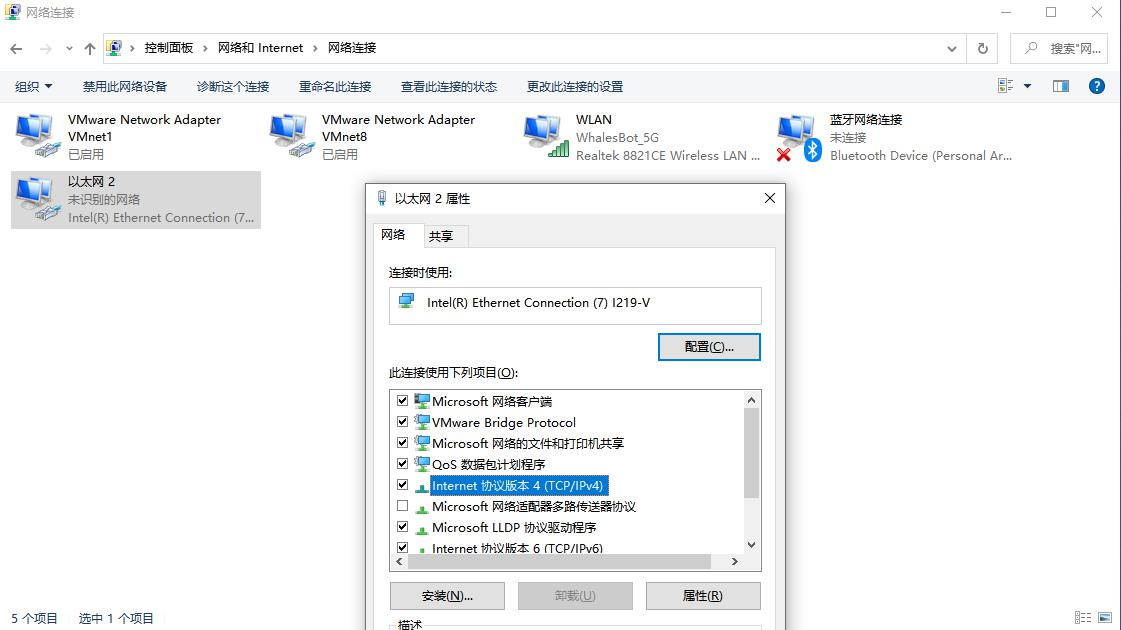 网络连接
控制面板 › 网络和 Internet › 网络连接
搜索"网...
组织 禁用此网络设备 诊断这个连接 重命名此连接 查看此连接的状态 更改此连接的设置
VMware Network Adapter
VMnet1
已启用
VMware Network Adapter
VMnet8
已启用
WLAN
WhalesBot_5G
Realtek 8821CE Wireless LAN ...
蓝牙网络连接
未连接
Bluetooth Device (Personal Ar...
以太网 2
未识别的网络
Intel(R) Ethernet Connection (7...
以太网 2 属性
网络 共享
连接时使用:
Intel(R) Ethernet Connection (7) I219-V
配置(C)...
此连接使用下列项目(O):
Microsoft 网络客户端
VMware Bridge Protocol
Microsoft 网络的文件和打印机共享
QoS 数据包计划程序
Internet 协议版本 4 (TCP/IPv4)
Microsoft 网络适配器多路传送器协议
Microsoft LLDP 协议驱动程序
Internet 协议版本 6 (TCP/IPv6)
安装(N)... 卸载(U) 属性(R)
描述
5 个项目 选中 1 个项目